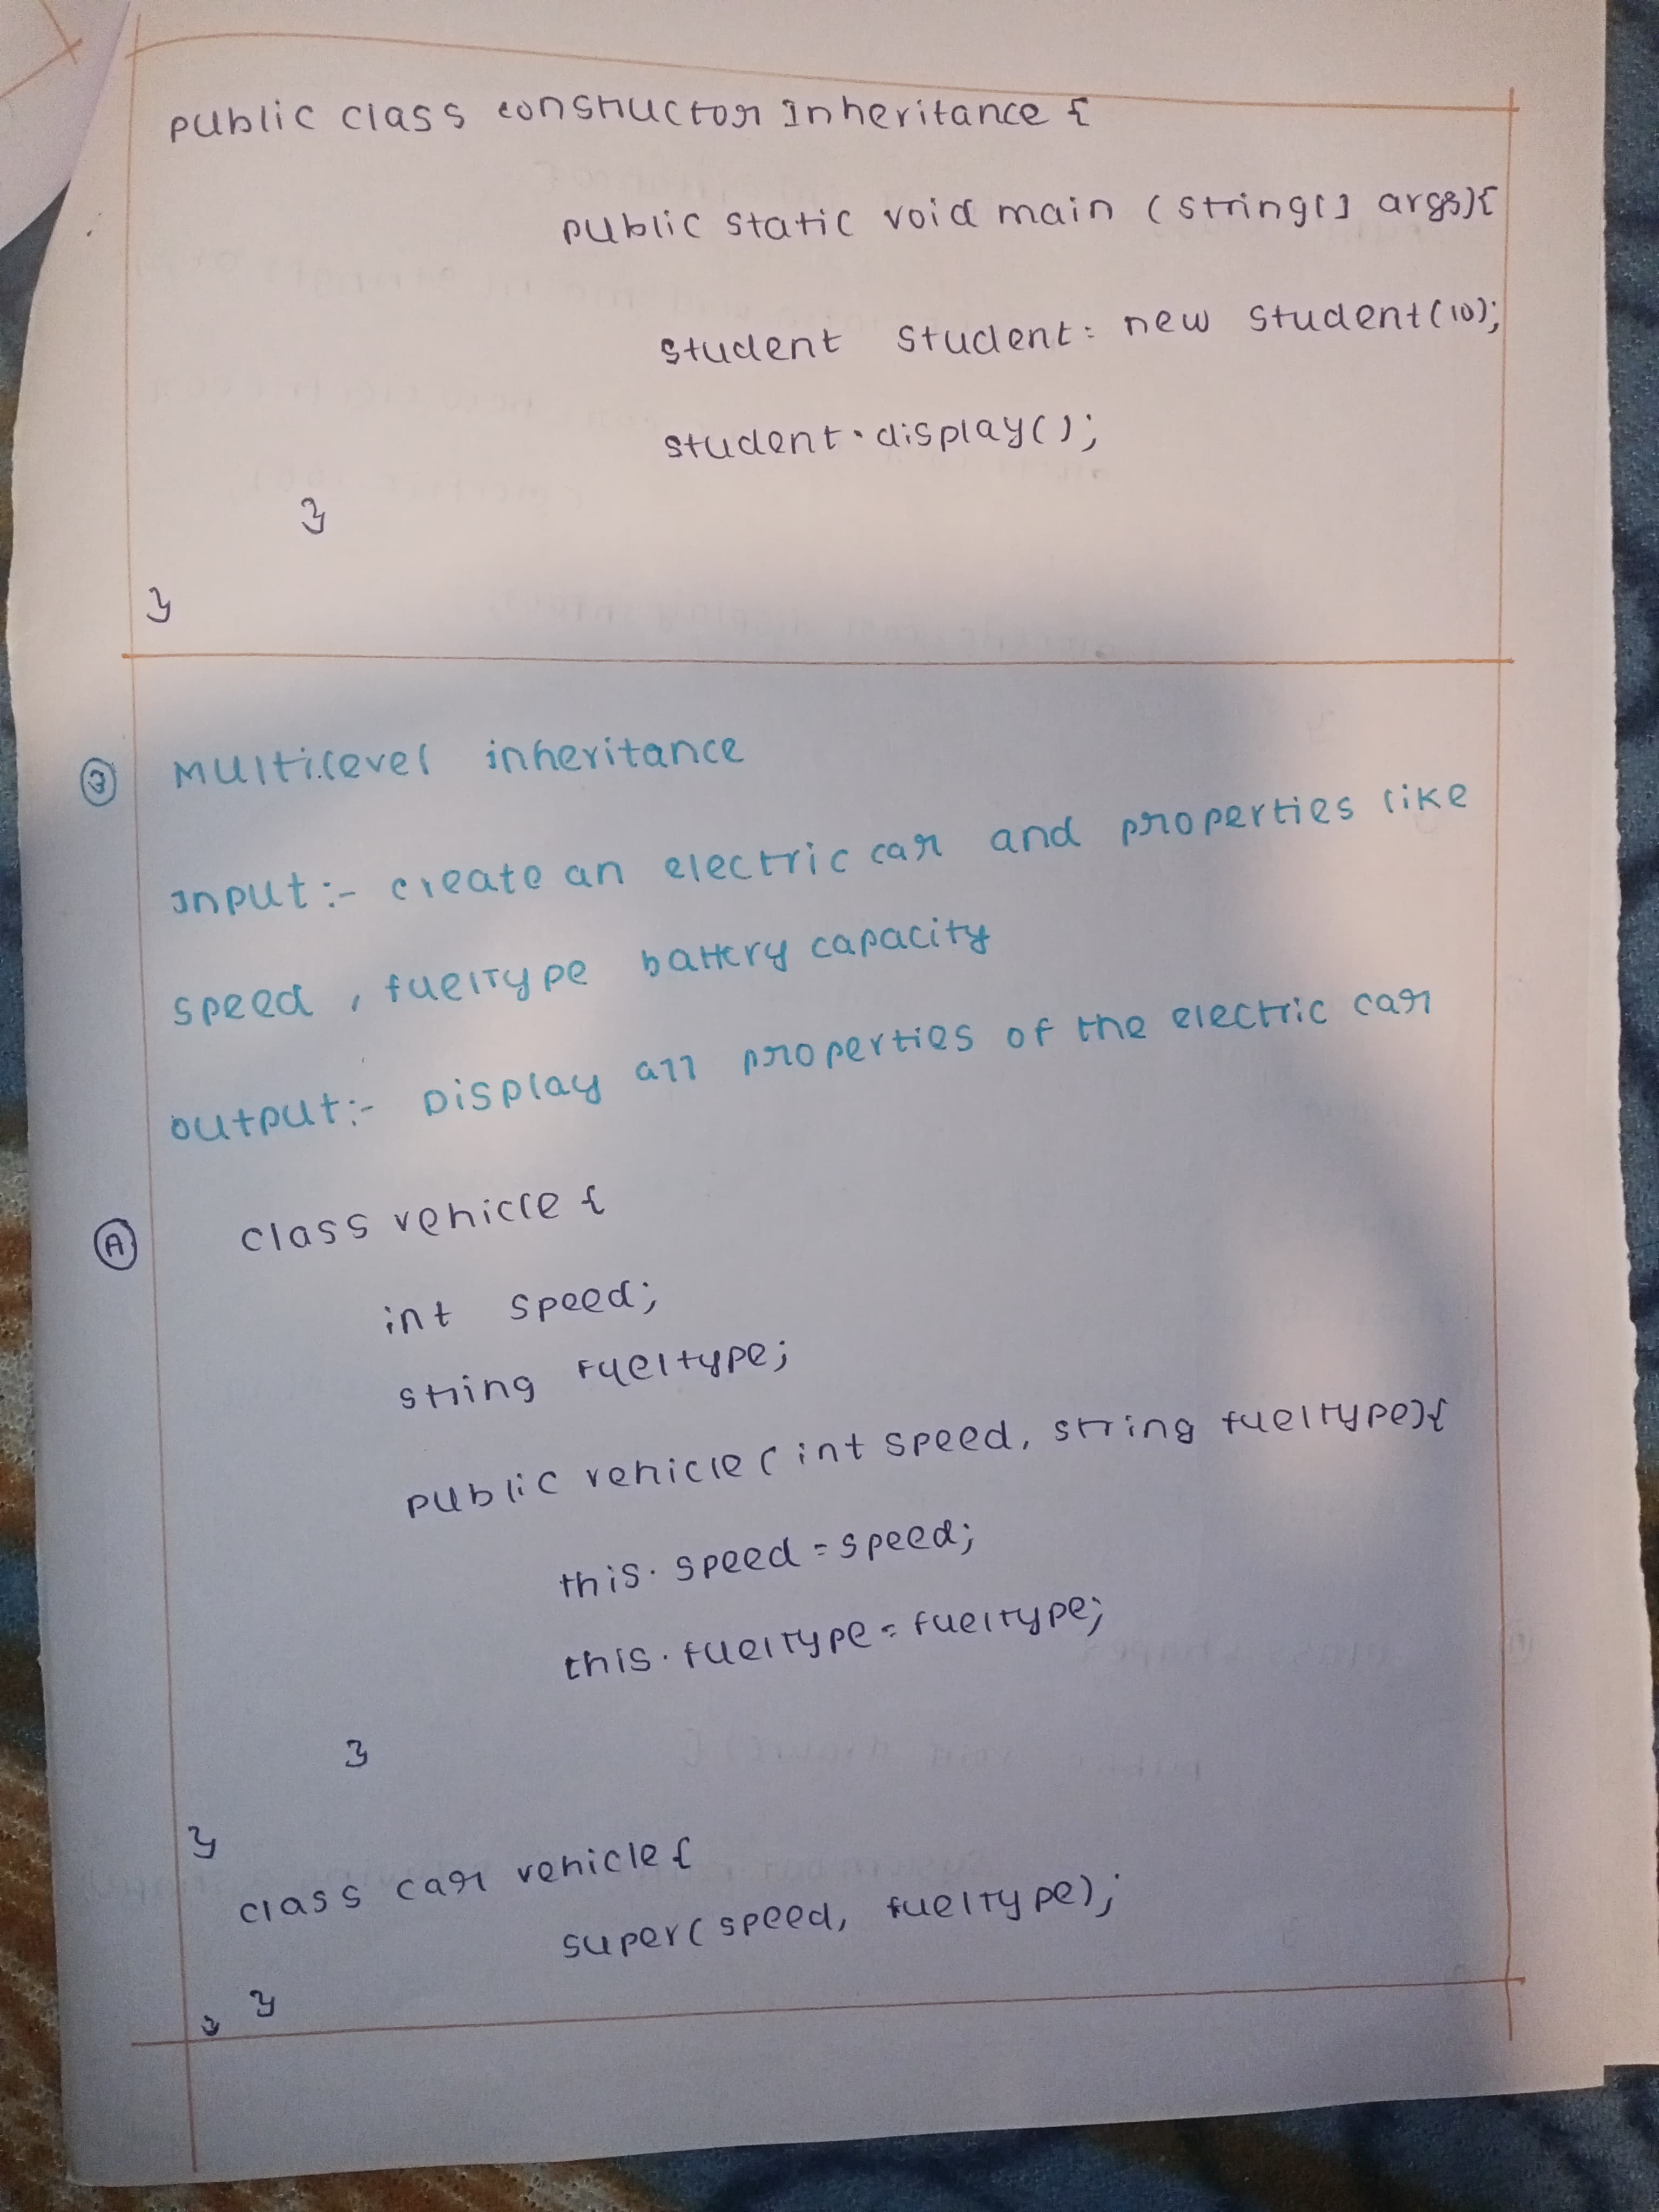 public class constructor Inheritance {
public static void main (string[] args){
student student = new student(10);
student.display();
}
}
③ Multilevel inheritance
Input:- create an electric car and properties like
speed, fueltype battery capacity
output:- Display all properties of the electric car
Ⓐ class vehicle {
int speed;
string fueltype;
public vehicle (int speed, string fueltype){
this.speed = speed;
this.fueltype = fueltype;
}
}
class car vehicle {
super(speed, fueltype);
}
}